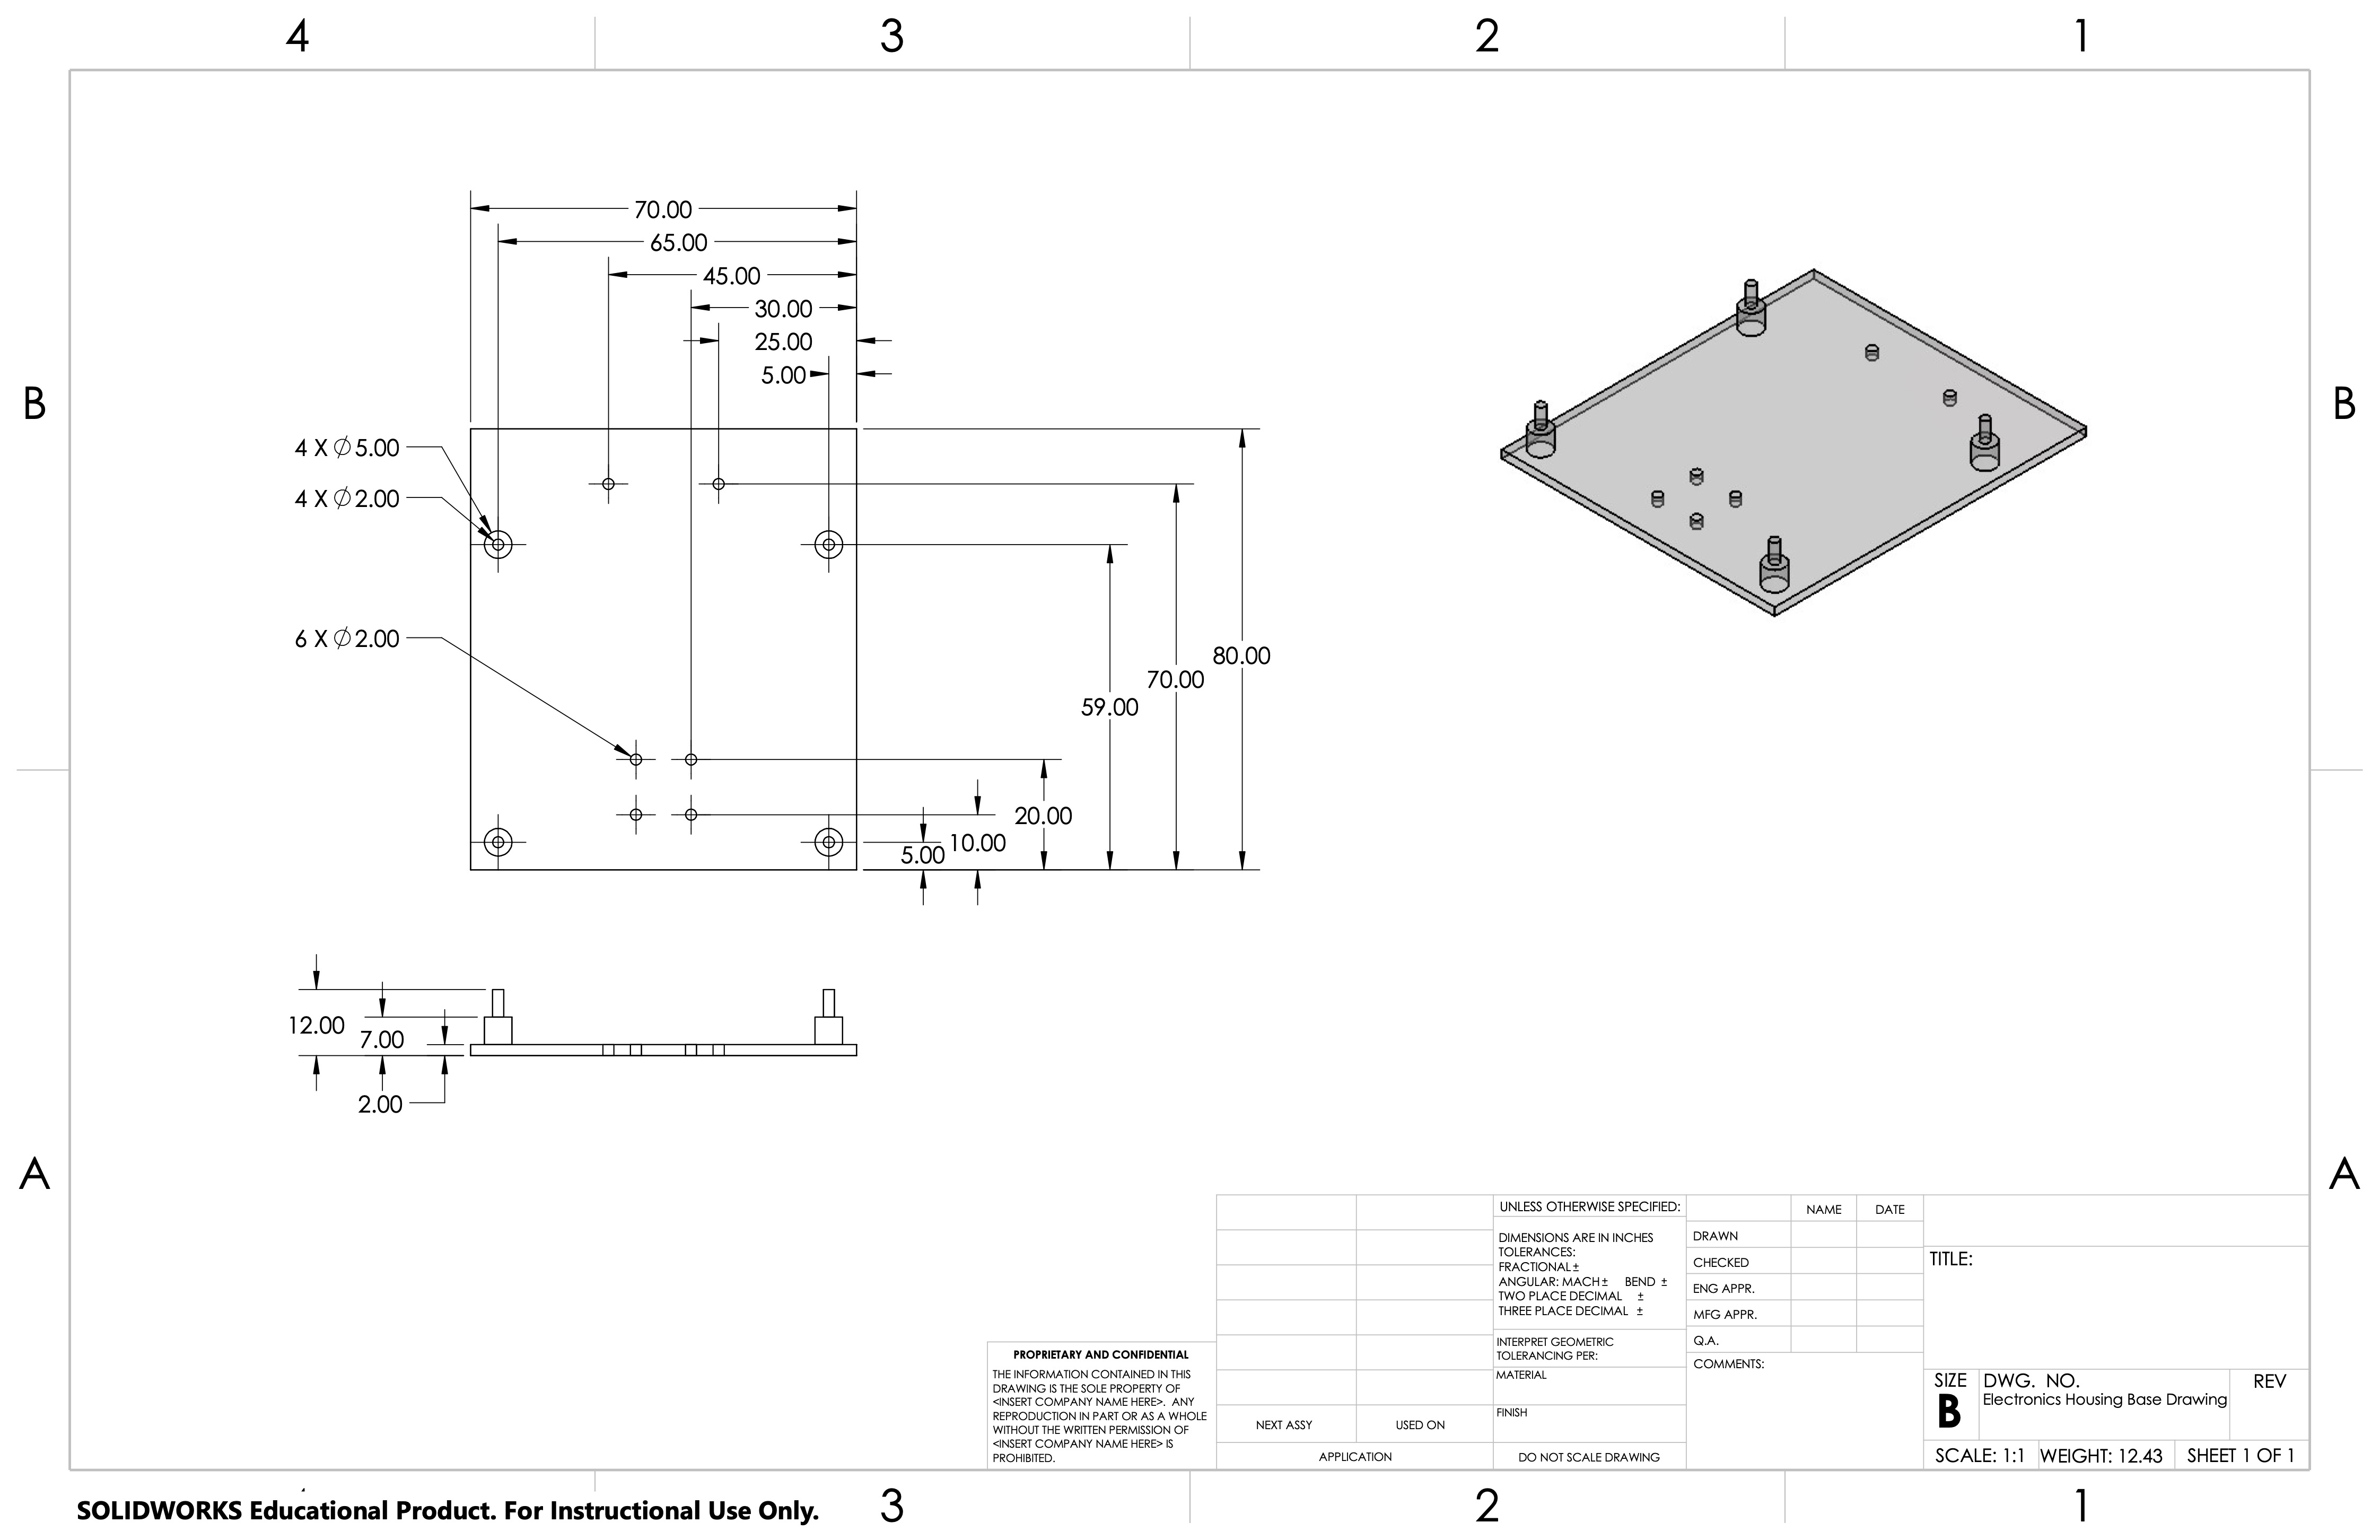 4 3 2 1
70.00
65.00
45.00
30.00
25.00
5.00
B B
4 X ∅5.00
4 X ∅2.00
6 X ∅2.00
80.00
70.00
59.00
20.00
10.00
5.00
12.00
7.00
2.00
A A
UNLESS OTHERWISE SPECIFIED:
DIMENSIONS ARE IN INCHES
TOLERANCES:
FRACTIONAL±
ANGULAR: MACH± BEND ±
TWO PLACE DECIMAL ±
THREE PLACE DECIMAL ±
INTERPRET GEOMETRIC
TOLERANCING PER:
MATERIAL
FINISH
DO NOT SCALE DRAWING
NAME DATE
DRAWN
CHECKED
ENG APPR.
MFG APPR.
Q.A.
COMMENTS:
TITLE:
SIZE DWG. NO. REV
B Electronics Housing Base Drawing
SCALE: 1:1 WEIGHT: 12.43 SHEET 1 OF 1
PROPRIETARY AND CONFIDENTIAL
THE INFORMATION CONTAINED IN THIS
DRAWING IS THE SOLE PROPERTY OF
<INSERT COMPANY NAME HERE>. ANY
REPRODUCTION IN PART OR AS A WHOLE
WITHOUT THE WRITTEN PERMISSION OF
<INSERT COMPANY NAME HERE> IS
PROHIBITED.
NEXT ASSY USED ON
APPLICATION
SOLIDWORKS Educational Product. For Instructional Use Only.
3 2 1